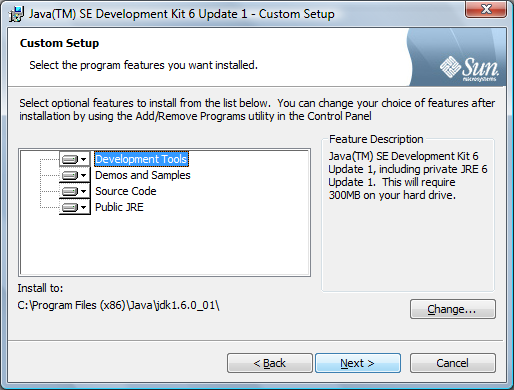 Java(TM) SE Development Kit 6 Update 1 - Custom Setup
Custom Setup
Select the program features you want installed.
Sun
microsystems
Select optional features to install from the list below. You can change your choice of features after
installation by using the Add/Remove Programs utility in the Control Panel
Development Tools
Demos and Samples
Source Code
Public JRE
Feature Description
Java(TM) SE Development Kit 6
Update 1, including private JRE 6
Update 1. This will require
300MB on your hard drive.
Install to:
C:\Program Files (x86)\Java\jdk1.6.0_01\
Change...
< Back
Next >
Cancel